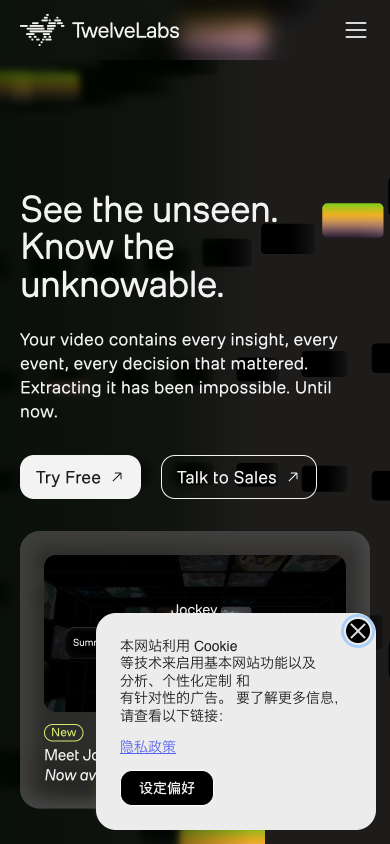 TwelveLabs
See the unseen.
Know the
unknowable.
Your video contains every insight, every
event, every decision that mattered.
Extracting it has been impossible. Until
now.
Try Free
Talk to Sales
Jockey
New
Meet
Now
本网站利用 Cookie
等技术来启用基本网站功能以及
分析、个性化定制 和
有针对性的广告。 要了解更多信息,
请查看以下链接:
隐私政策
设定偏好